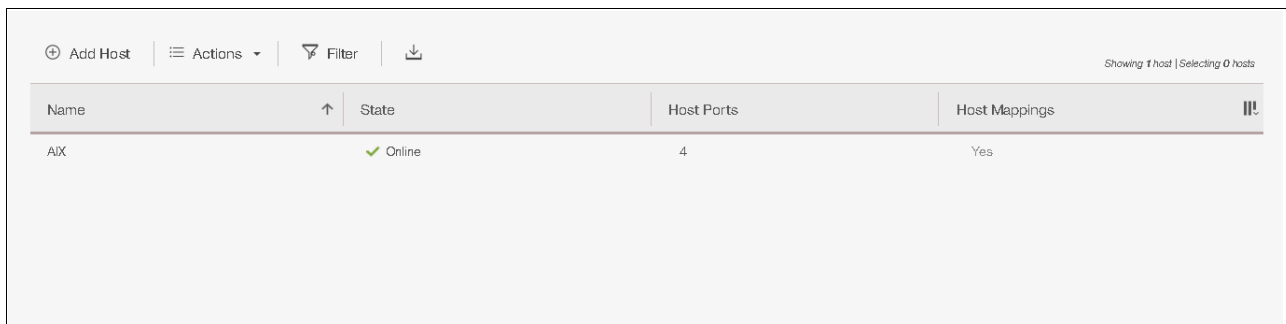 Add Host Actions Filter
Showing 1 host | Selecting 0 hosts
Name State Host Ports Host Mappings
AIX Online 4 Yes